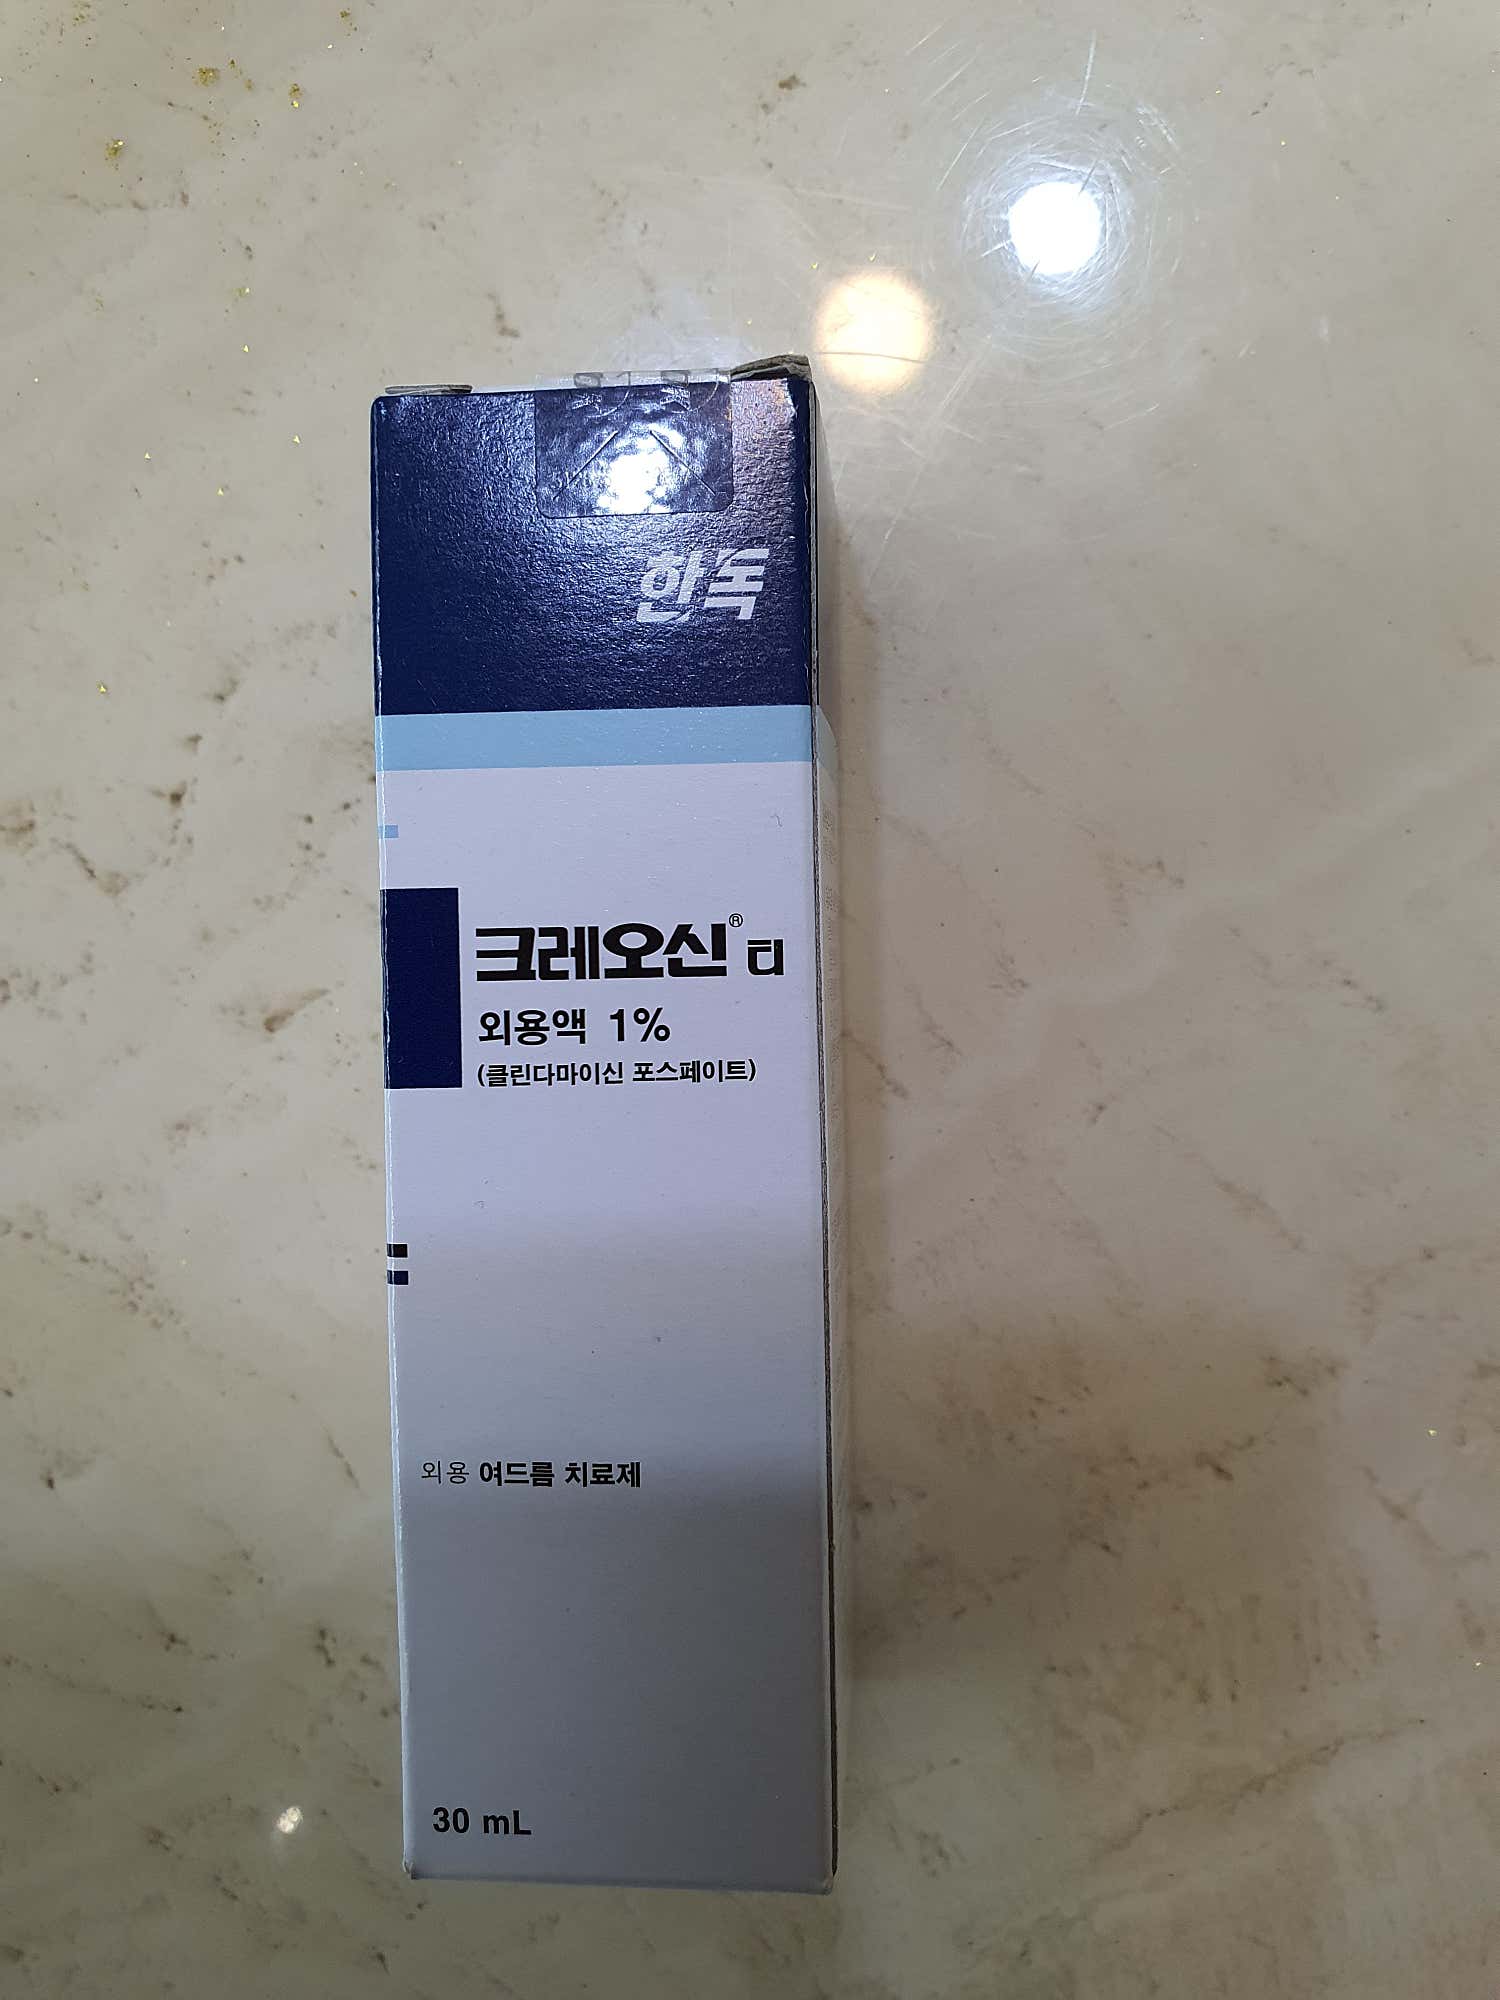 한독
크레오신® 티
외용액 1%
(클린다마이신 포스페이트)
외용 여드름 치료제
30 mL